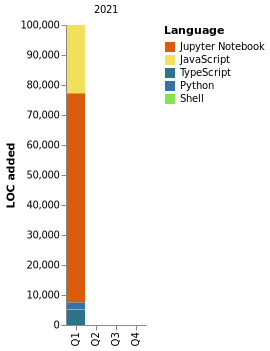 2021
Language
Jupyter Notebook
JavaScript
TypeScript
Python
Shell
LOC added
100,000
90,000
80,000
70,000
60,000
50,000
40,000
30,000
20,000
10,000
0
Q1
Q2
Q3
Q4